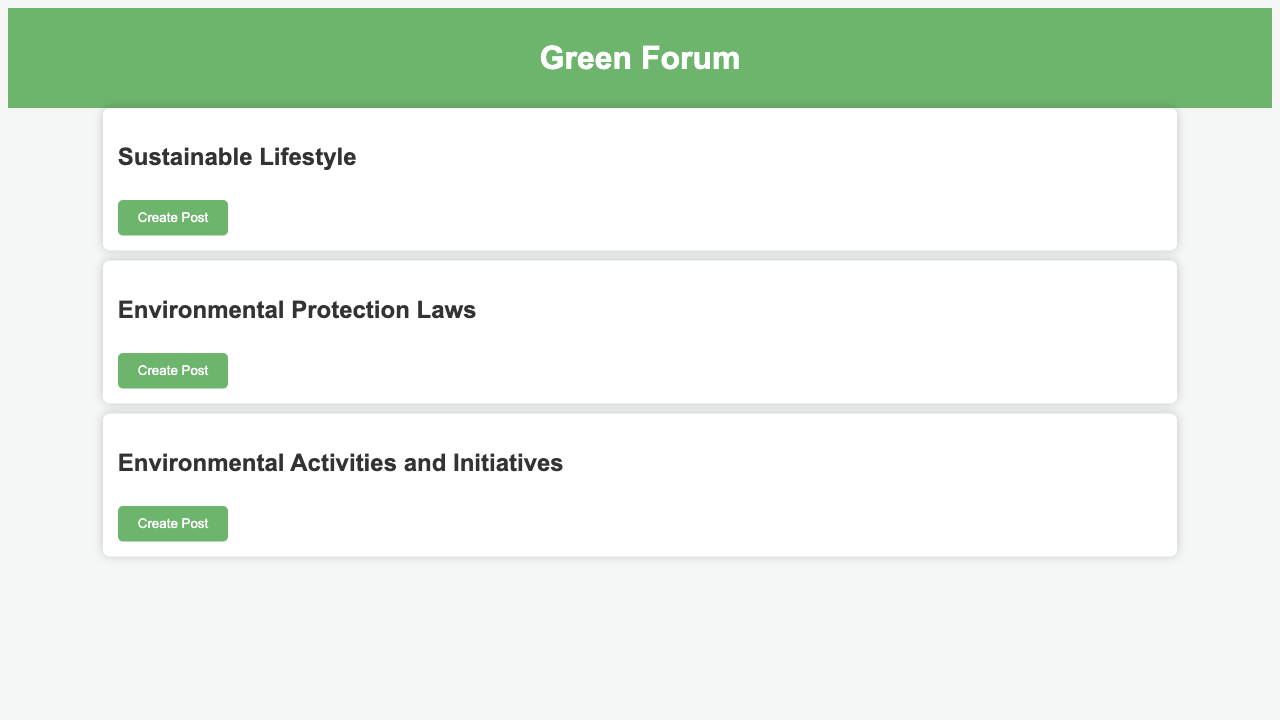 Green Forum
Sustainable Lifestyle
Create Post
Environmental Protection Laws
Create Post
Environmental Activities and Initiatives
Create Post